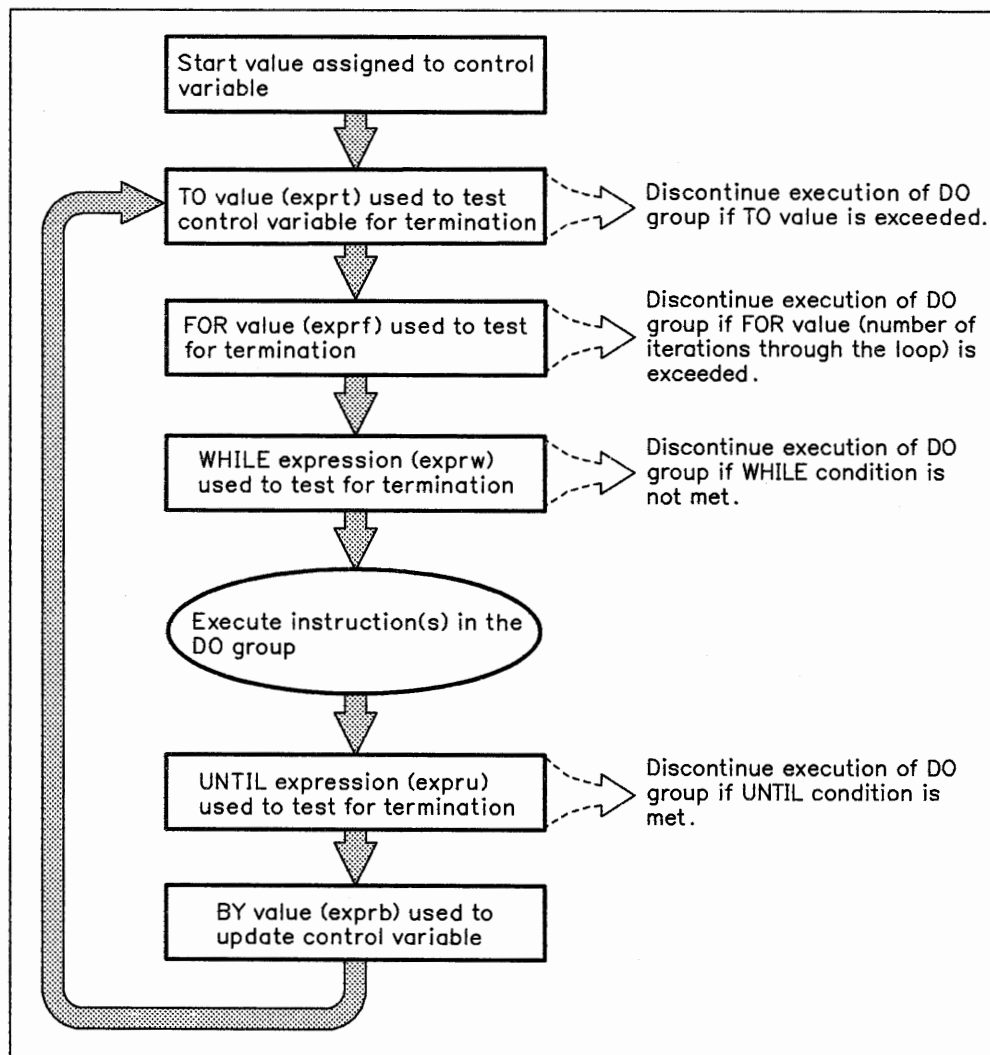 Start value assigned to control
variable
TO value (exprt) used to test
control variable for termination
Discontinue execution of DO
group if TO value is exceeded.
FOR value (exprf) used to test
for termination
Discontinue execution of DO
group if FOR value (number of
iterations through the loop) is
exceeded.
WHILE expression (exprw)
used to test for termination
Discontinue execution of DO
group if WHILE condition is
not met.
Execute instruction(s) in the
DO group
UNTIL expression (expru)
used to test for termination
Discontinue execution of DO
group if UNTIL condition is
met.
BY value (exprb) used to
update control variable